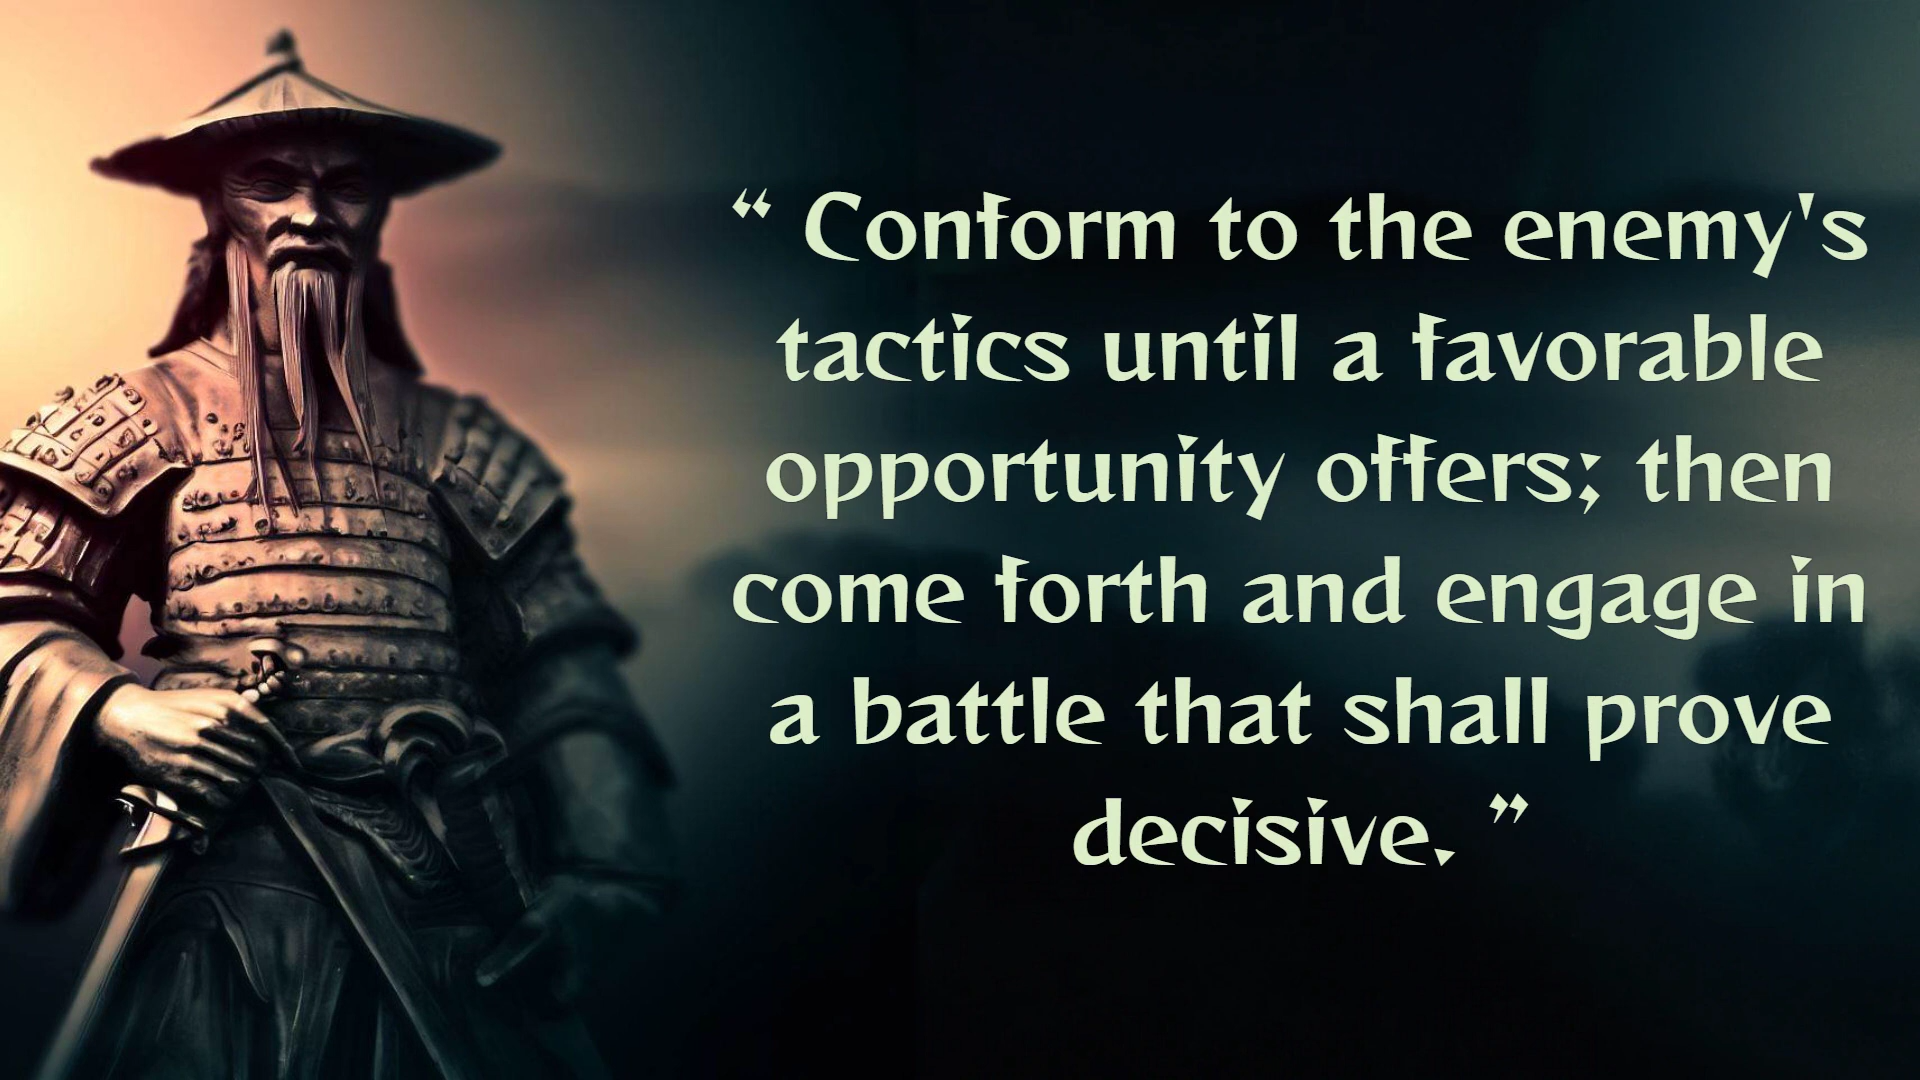 “ Conform to the enemy's
tactics until a favorable
opportunity offers; then
come forth and engage in
a battle that shall prove
decisive. ”